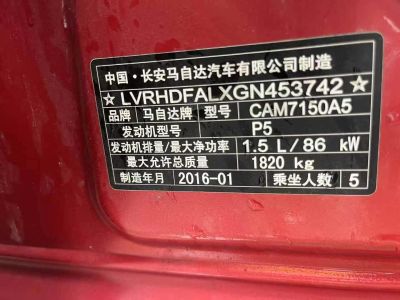 中国·长安马自达汽车有限公司制造
☆LVRHDFALXGN453742☆
品牌 马自达牌 型号 CAM7150A5
发动机型号 P5
发动机排量/最大净功率 1.5 L/86 kW
最大允许总质量 1820 kg
制造年月 2016-01 乘坐人数 5